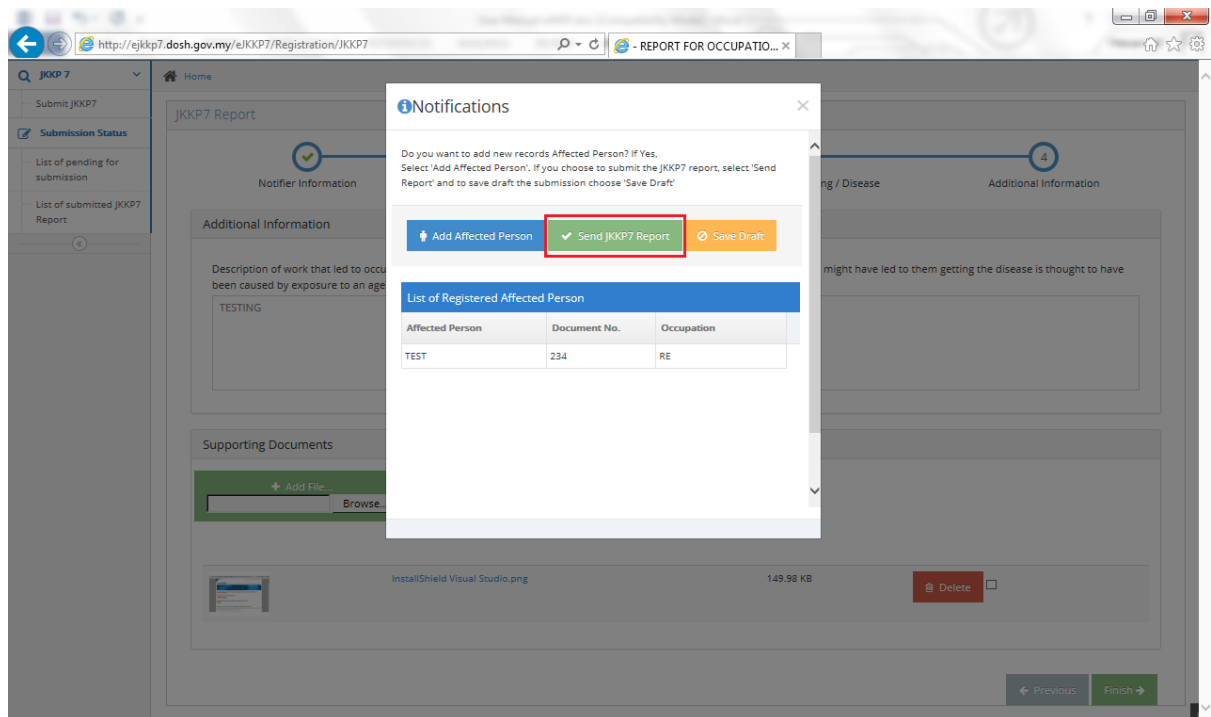 http://ejkkp7.dosh.gov.my/eJKKP7/Registration/JKKP7
- REPORT FOR OCCUPATIO...
JKKP 7
Home
Submit JKKP7
Submission Status
List of pending for
submission
List of submitted JKKP7
Report
JKKP7 Report
Notifier Information
ng / Disease
4
Additional Information
Additional Information
Description of work that led to occu
might have led to them getting the disease is thought to have
been caused by exposure to an age
TESTING
Notifications
Do you want to add new records Affected Person? If Yes,
Select 'Add Affected Person'. If you choose to submit the JKKP7 report, select 'Send
Report' and to save draft the submission choose 'Save Draft'
Add Affected Person
Send JKKP7 Report
Save Draft
List of Registered Affected Person
Affected Person Document No. Occupation
TEST 234 RE
Supporting Documents
Add File...
Browse..
InstallShield Visual Studio.png 149.98 KB Delete
Previous Finish